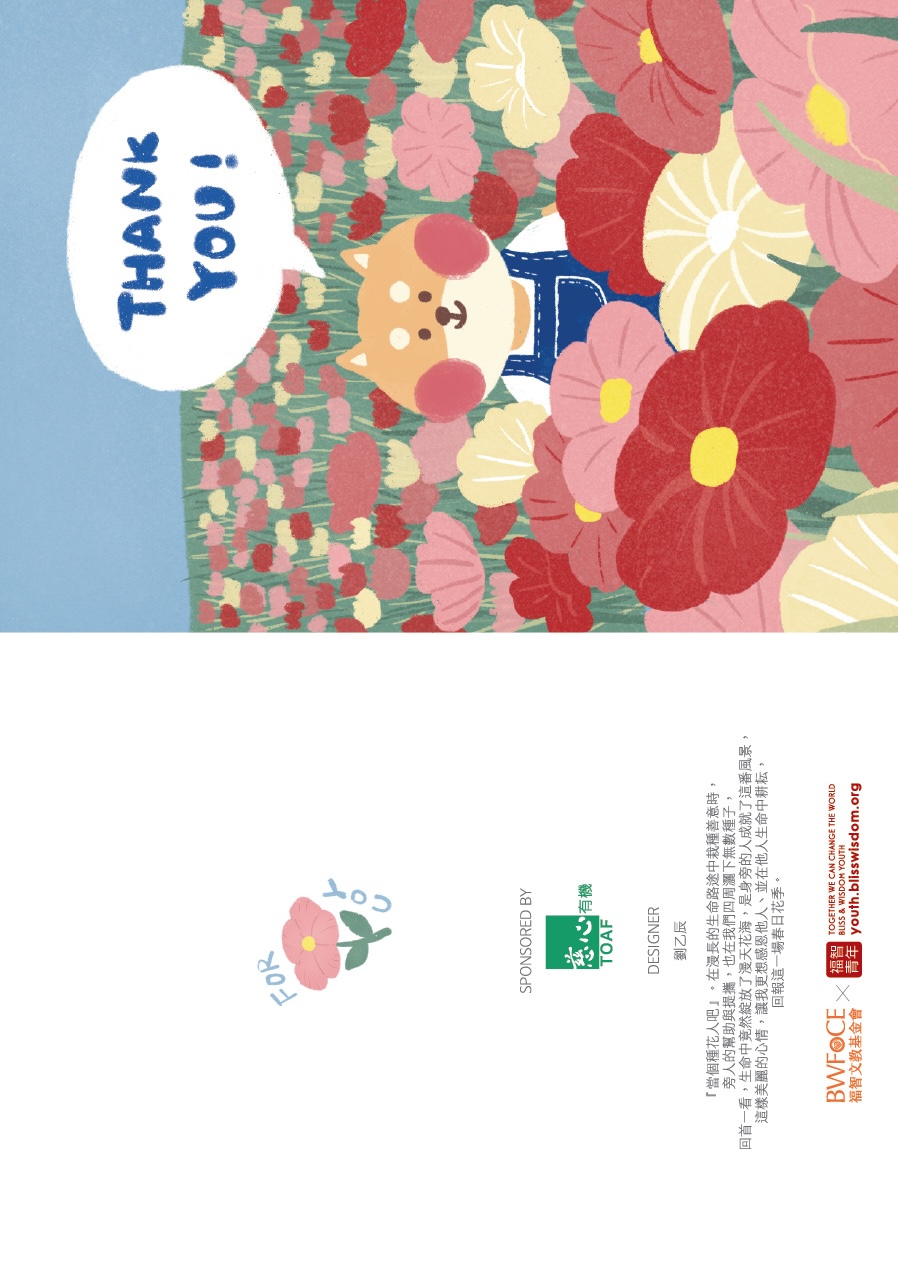 THANK
YOU!
FOR
YOU
SPONSORED BY
慈心有機
TOAF
DESIGNER
劉乙辰
『當個種花人吧』。在漫長的生命路途中栽種善意時，
旁人的幫助與提攜，也在我們四周灑下無數種子，
回首一看，生命中竟然綻放了漫天花海，是身旁的人成就了這番風景，
這樣美麗的心情，讓我更想感恩他人、並在他人生命中耕耘，
回報這一場春日花季。
BWFOCE
福智文教基金會
福智
青年
TOGETHER WE CAN CHANGE THE WORLD
BLISS & WISDOM YOUTH
youth.blisswisdom.org